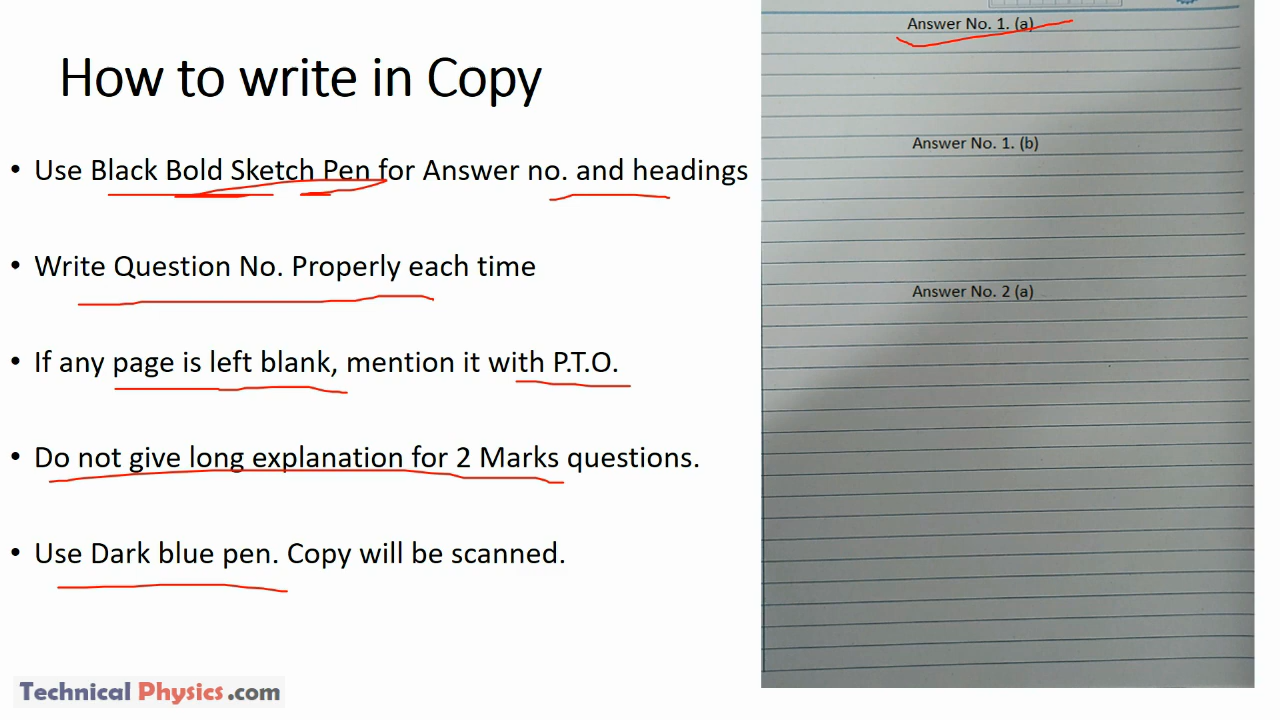 How to write in Copy
• Use Black Bold Sketch Pen for Answer no. and headings
• Write Question No. Properly each time
• If any page is left blank, mention it with P.T.O.
• Do not give long explanation for 2 Marks questions.
• Use Dark blue pen. Copy will be scanned.
Technical Physics.com
Answer No. 1. (a)
Answer No. 1. (b)
Answer No. 2 (a)